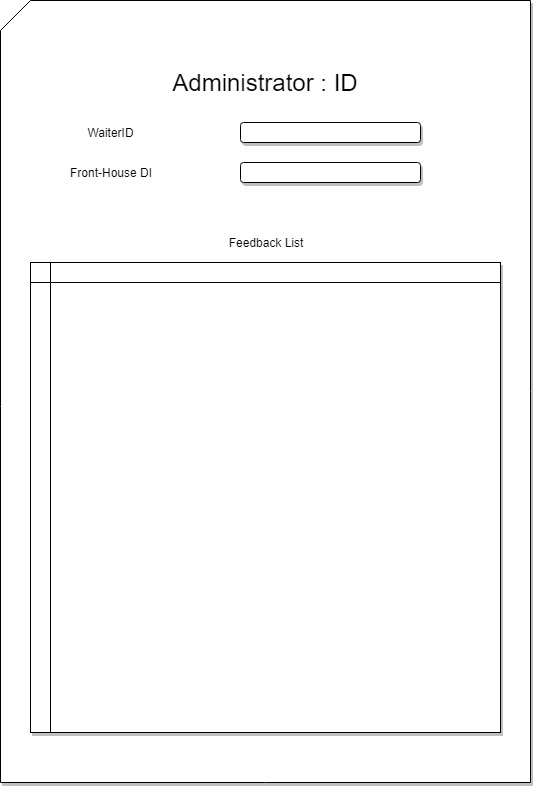 Administrator : ID
WaiterID
Front-House DI
Feedback List